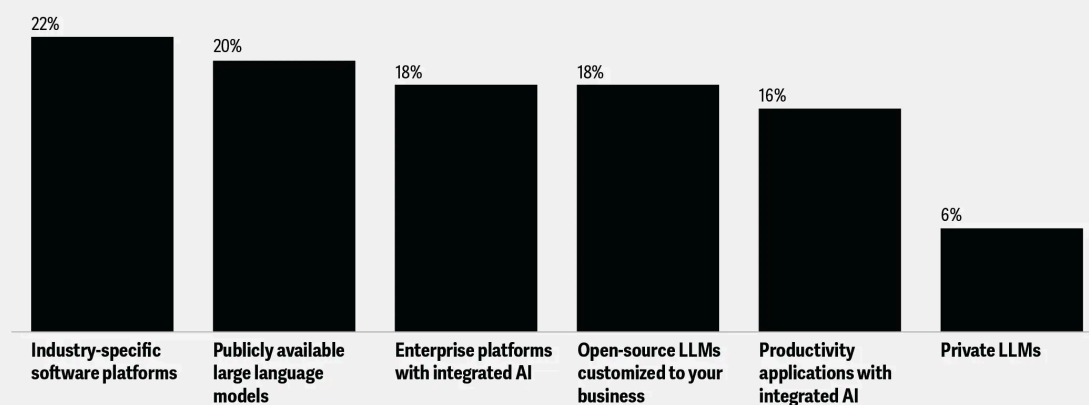 22%
20%
18%
18%
16%
6%
Industry-specific
software platforms
Publicly available
large language
models
Enterprise platforms
with integrated AI
Open-source LLMs
customized to your
business
Productivity
applications with
integrated AI
Private LLMs